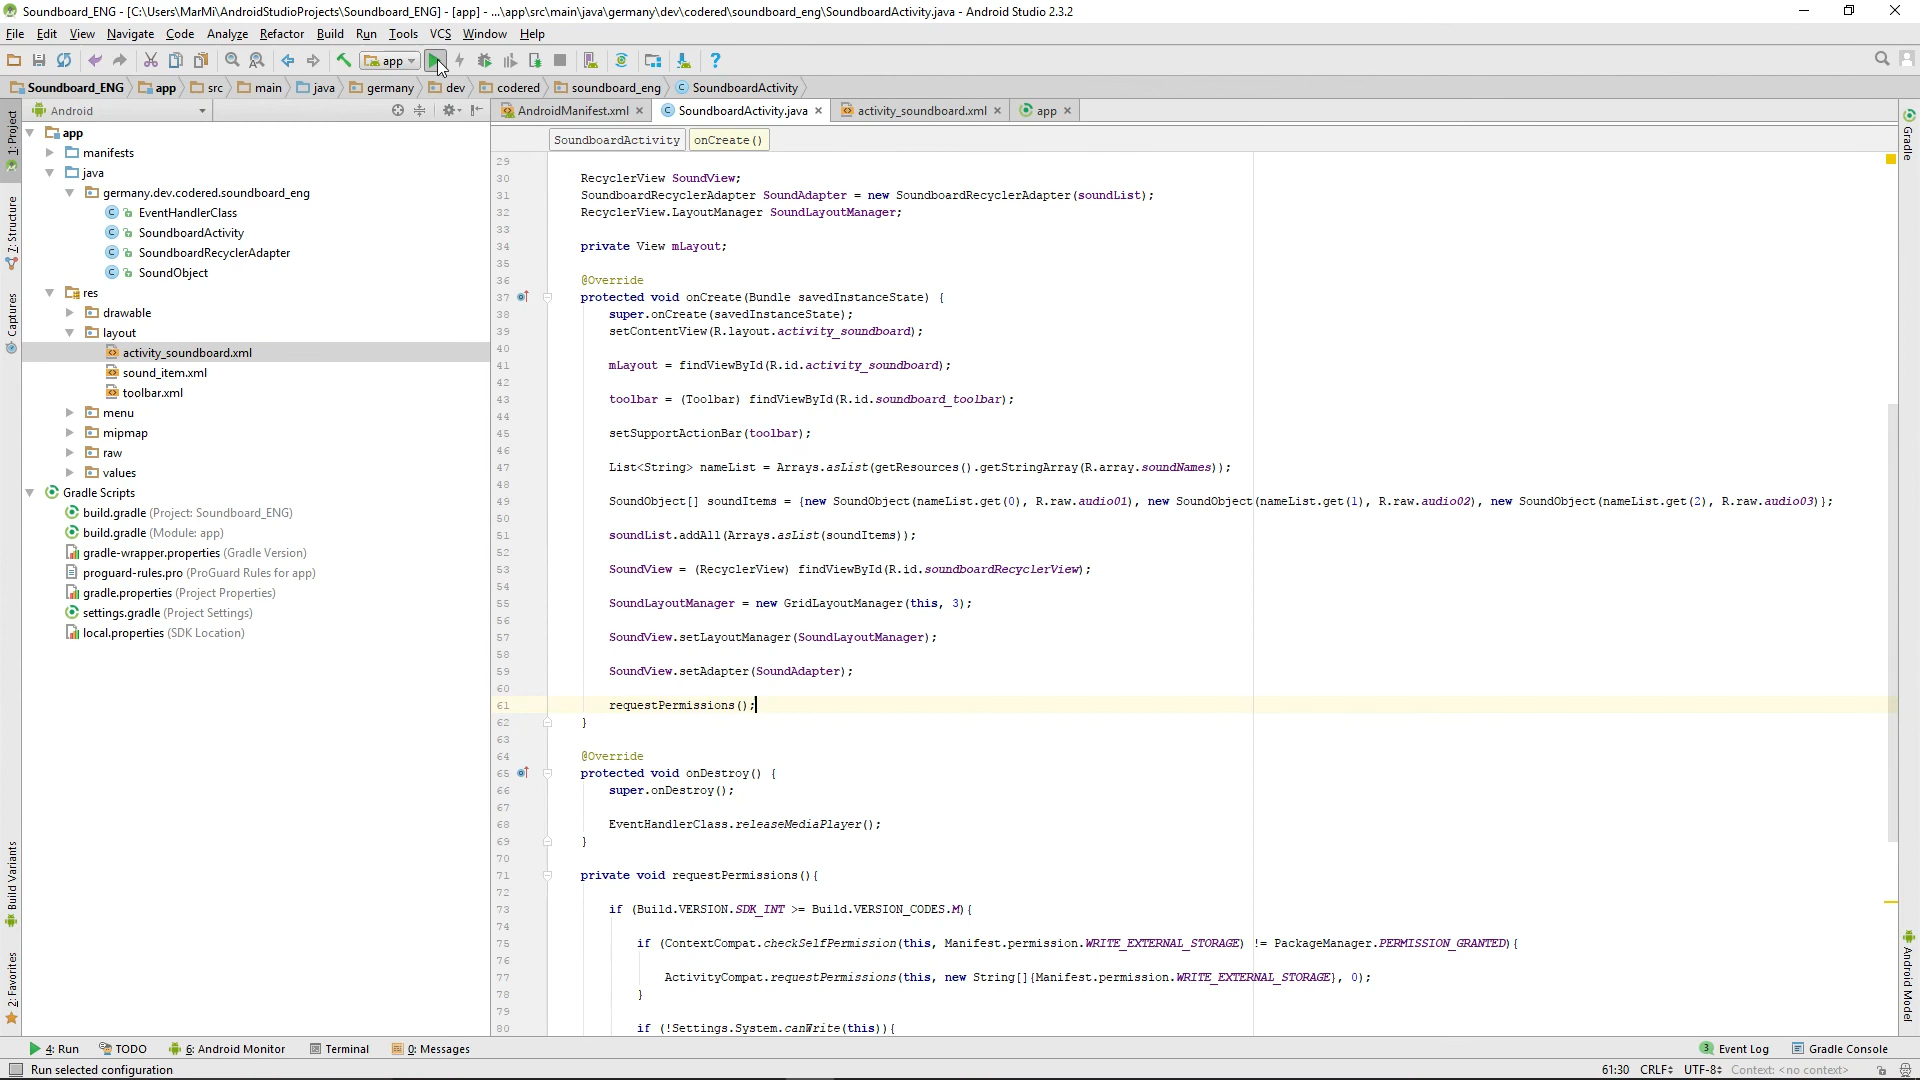 Soundboard_ENG - [C:\Users\MarMi\AndroidStudioProjects\Soundboard_ENG] - [app] - ...\app\src\main\java\germany\dev\codered\soundboard_eng\SoundboardActivity.java - Android Studio 2.3.2
File Edit View Navigate Code Analyze Refactor Build Run Tools VCS Window Help
app
Soundboard_ENG app src main java germany dev codered soundboard_eng SoundboardActivity
Android
AndroidManifest.xml SoundboardActivity.java activity_soundboard.xml app
SoundboardActivity onCreate()
1: Project
7: Structure
Captures
Build Variants
2: Favorites
app
manifests
java
germany.dev.codered.soundboard_eng
EventHandlerClass
SoundboardActivity
SoundboardRecyclerAdapter
SoundObject
res
drawable
layout
activity_soundboard.xml
sound_item.xml
toolbar.xml
menu
mipmap
raw
values
Gradle Scripts
build.gradle (Project: Soundboard_ENG)
build.gradle (Module: app)
gradle-wrapper.properties (Gradle Version)
proguard-rules.pro (ProGuard Rules for app)
gradle.properties (Project Properties)
settings.gradle (Project Settings)
local.properties (SDK Location)
29
30 RecyclerView SoundView;
31 SoundboardRecyclerAdapter SoundAdapter = new SoundboardRecyclerAdapter(soundList);
32 RecyclerView.LayoutManager SoundLayoutManager;
33
34 private View mLayout;
35
36 @Override
37 protected void onCreate(Bundle savedInstanceState) {
38 super.onCreate(savedInstanceState);
39 setContentView(R.layout.activity_soundboard);
40
41 mLayout = findViewById(R.id.activity_soundboard);
42
43 toolbar = (Toolbar) findViewById(R.id.soundboard_toolbar);
44
45 setSupportActionBar(toolbar);
46
47 List<String> nameList = Arrays.asList(getResources().getStringArray(R.array.soundNames));
48
49 SoundObject[] soundItems = {new SoundObject(nameList.get(0), R.raw.audio01), new SoundObject(nameList.get(1), R.raw.audio02), new SoundObject(nameList.get(2), R.raw.audio03)};
50
51 soundList.addAll(Arrays.asList(soundItems));
52
53 SoundView = (RecyclerView) findViewById(R.id.soundboardRecyclerView);
54
55 SoundLayoutManager = new GridLayoutManager(this, 3);
56
57 SoundView.setLayoutManager(SoundLayoutManager);
58
59 SoundView.setAdapter(SoundAdapter);
60
61 requestPermissions();
62 }
63
64 @Override
65 protected void onDestroy() {
66 super.onDestroy();
67
68 EventHandlerClass.releaseMediaPlayer();
69 }
70
71 private void requestPermissions(){
72
73 if (Build.VERSION.SDK_INT >= Build.VERSION_CODES.M){
74
75 if (ContextCompat.checkSelfPermission(this, Manifest.permission.WRITE_EXTERNAL_STORAGE) != PackageManager.PERMISSION_GRANTED){
76
77 ActivityCompat.requestPermissions(this, new String[]{Manifest.permission.WRITE_EXTERNAL_STORAGE}, 0);
78 }
79
80 if (!Settings.System.canWrite(this)){
Gradle
Android Model
4: Run TODO 6: Android Monitor Terminal 0: Messages 3 Event Log Gradle Console
Run selected configuration 61:30 CRLF UTF-8 Context: <no context>